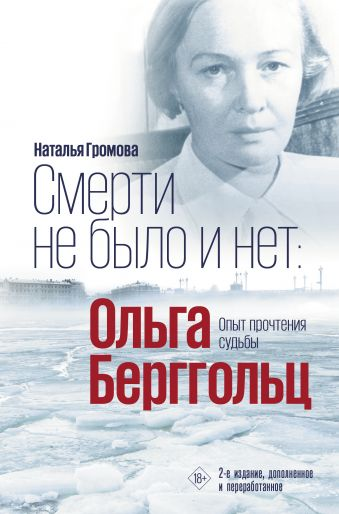 Наталья Громова
Смерти
не было и нет:
Ольга
Берггольц
Опыт прочтения
судьбы
18+
2-е издание, дополненное
и переработанное